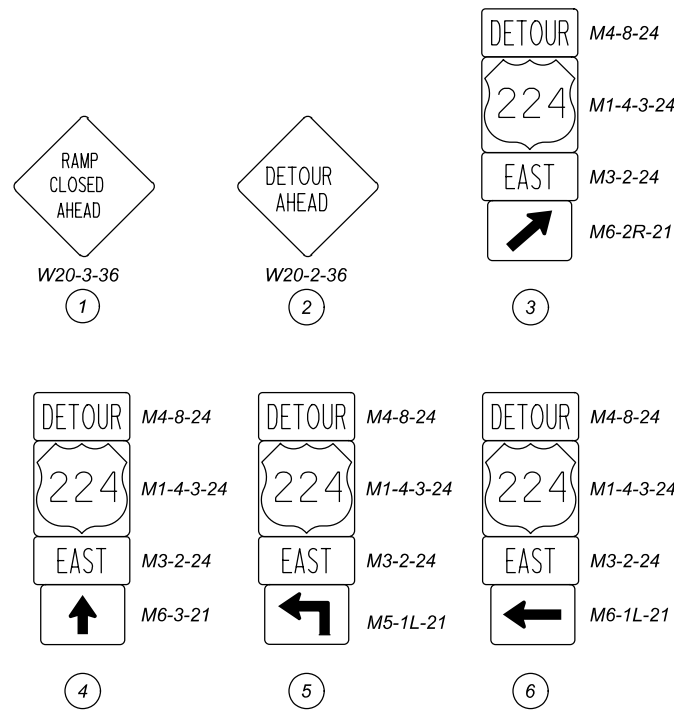 DETOUR M4-8-24
224 M1-4-3-24
EAST M3-2-24
M6-2R-21
RAMP
CLOSED
AHEAD
W20-3-36
1
DETOUR
AHEAD
W20-2-36
2
3
DETOUR M4-8-24
224 M1-4-3-24
EAST M3-2-24
M6-3-21
4
DETOUR M4-8-24
224 M1-4-3-24
EAST M3-2-24
M5-1L-21
5
DETOUR M4-8-24
224 M1-4-3-24
EAST M3-2-24
M6-1L-21
6